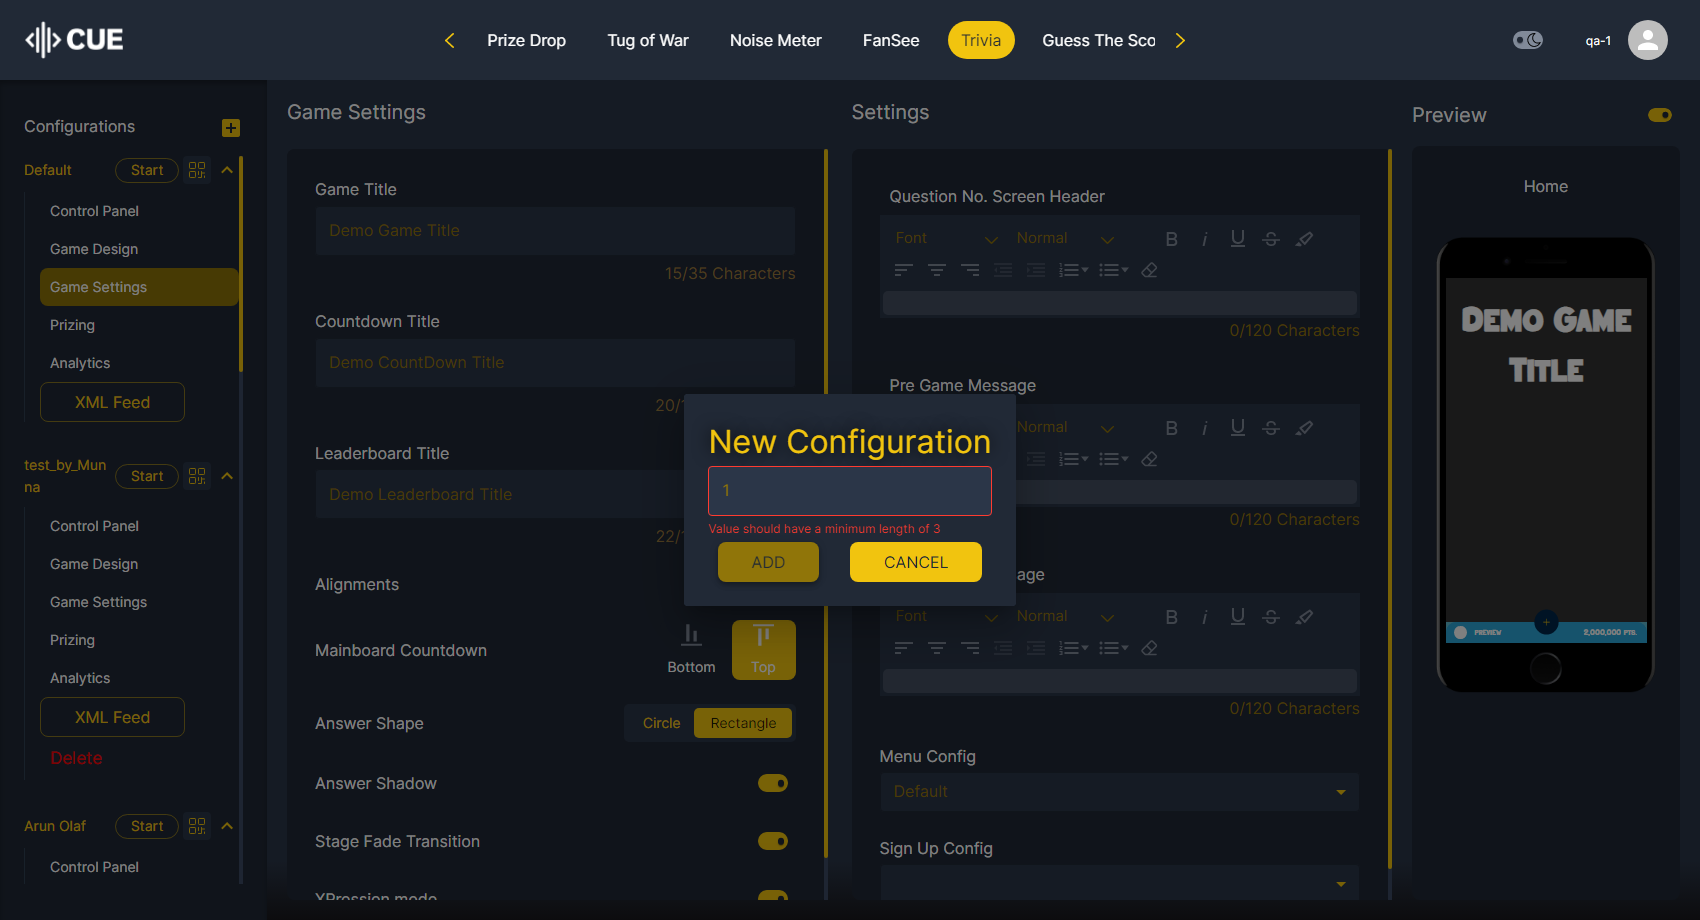 CUE
Prize Drop
Tug of War
Noise Meter
FanSee
Trivia
Guess The Sco
qa-1
Configurations
Default
Start
Control Panel
Game Design
Game Settings
Prizing
Analytics
XML Feed
test_by_Mun
na
Start
Control Panel
Game Design
Game Settings
Prizing
Analytics
XML Feed
Delete
Arun Olaf
Start
Control Panel
Game Settings
Game Title
Demo Game Title
15/35 Characters
Countdown Title
Demo CountDown Title
20/
Leaderboard Title
Demo Leaderboard Title
22/
Alignments
Mainboard Countdown
Bottom
Top
Answer Shape
Circle
Rectangle
Answer Shadow
Stage Fade Transition
XPression mode
New Configuration
1
Value should have a minimum length of 3
ADD
CANCEL
Settings
Question No. Screen Header
Font
Normal
0/120 Characters
Pre Game Message
Normal
0/120 Characters
age
Font
Normal
0/120 Characters
Menu Config
Default
Sign Up Config
Preview
Home
Demo Game
Title
PREVIEW
2,000,000 PTS.